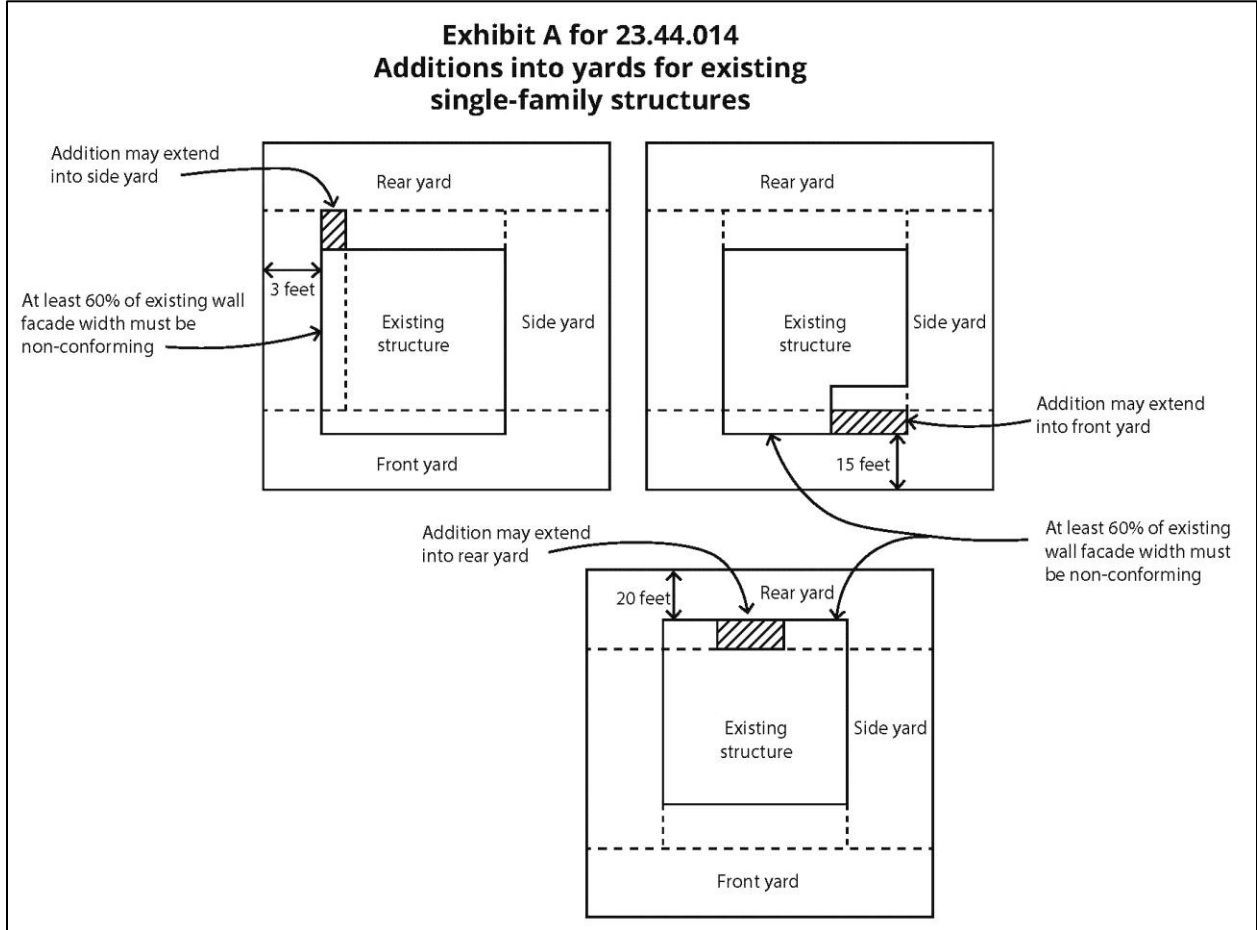 Exhibit A for 23.44.014
Additions into yards for existing
single-family structures
Addition may extend
into side yard
Rear yard
3 feet
At least 60% of existing wall
facade width must be
non-conforming
Existing
structure
Side yard
Front yard
Rear yard
Existing
structure
Side yard
Addition may extend
into front yard
15 feet
Addition may extend
into rear yard
At least 60% of existing
wall facade width must
be non-conforming
20 feet
Rear yard
Existing
structure
Side yard
Front yard